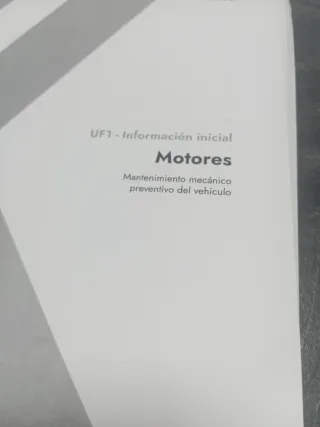 UF1 - Información inicial
Motores
Mantenimiento mecánico
preventivo del vehículo